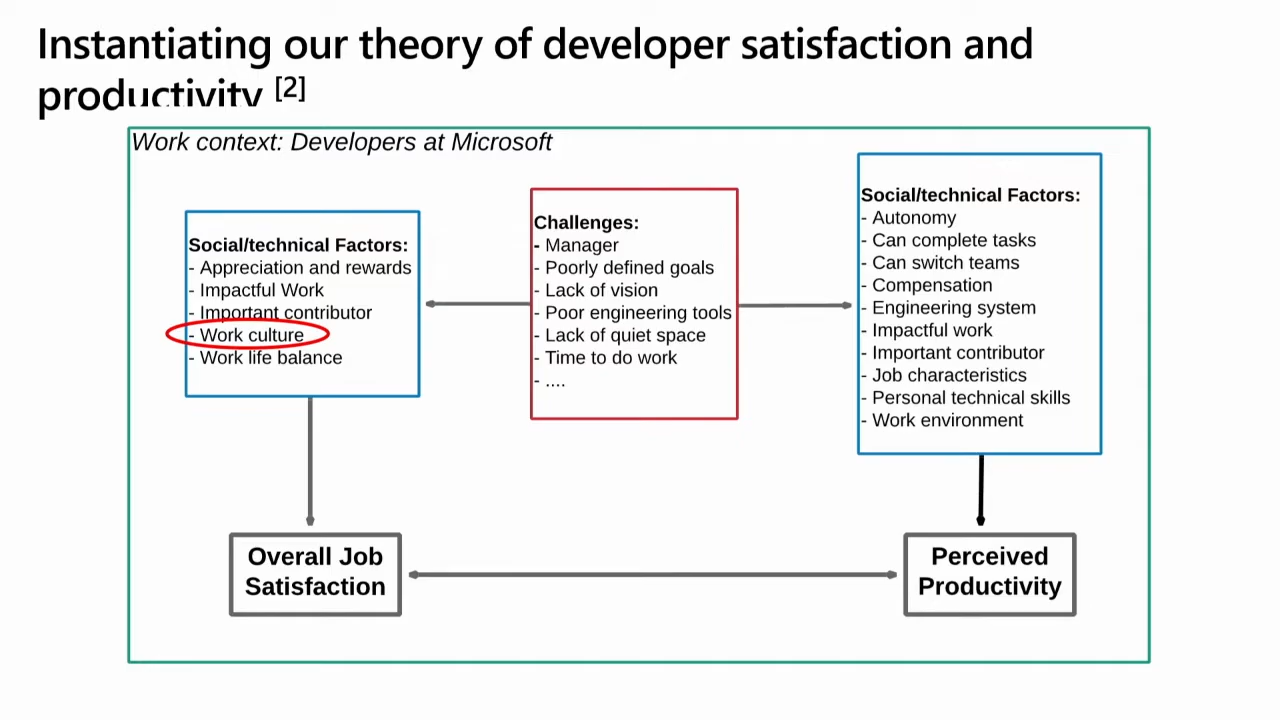 Instantiating our theory of developer satisfaction and
productivity [2]
Work context: Developers at Microsoft
Social/technical Factors:
- Appreciation and rewards
- Impactful Work
- Important contributor
- Work culture
- Work life balance
Challenges:
- Manager
- Poorly defined goals
- Lack of vision
- Poor engineering tools
- Lack of quiet space
- Time to do work
- ....
Social/technical Factors:
- Autonomy
- Can complete tasks
- Can switch teams
- Compensation
- Engineering system
- Impactful work
- Important contributor
- Job characteristics
- Personal technical skills
- Work environment
Overall Job
Satisfaction
Perceived
Productivity